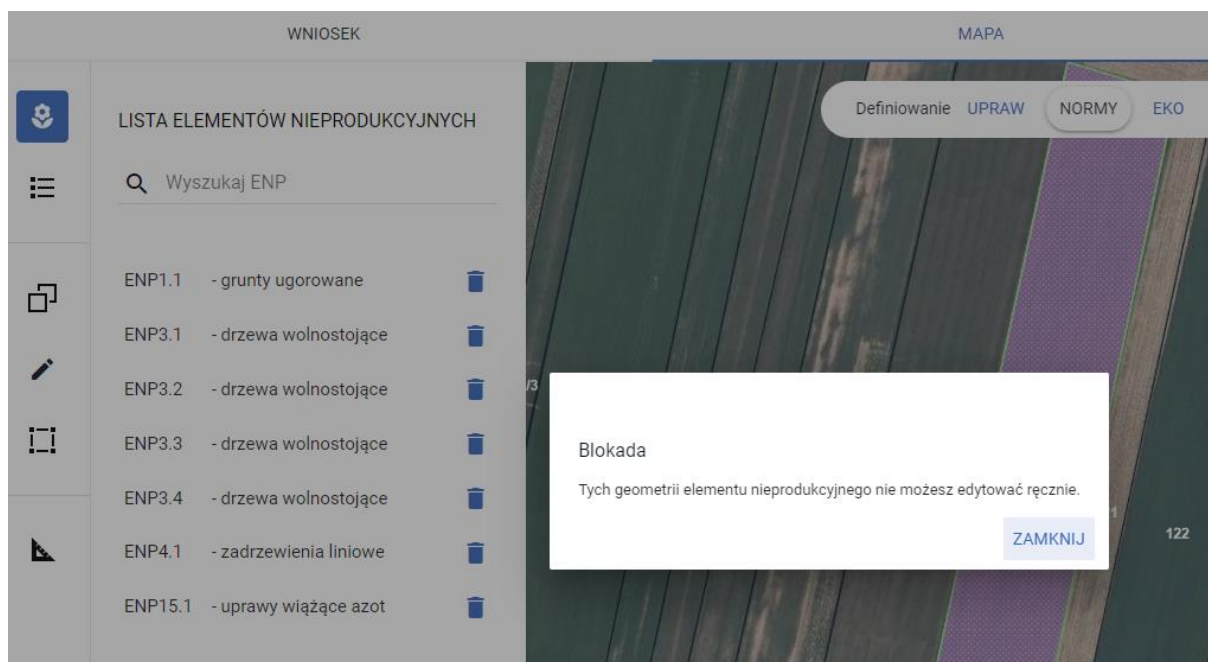 WNIOSEK
MAPA
LISTA ELEMENTÓW NIEPRODUKCYJNYCH
Wyszukaj ENP
ENP1.1 - grunty ugorowane
ENP3.1 - drzewa wolnostojące
ENP3.2 - drzewa wolnostojące
ENP3.3 - drzewa wolnostojące
ENP3.4 - drzewa wolnostojące
ENP4.1 - zadrzewienia liniowe
ENP15.1 - uprawy wiążące azot
Definiowanie UPRAW NORMY EKO
/3
Blokada
Tych geometrii elementu nieprodukcyjnego nie możesz edytować ręcznie.
ZAMKNIJ
122